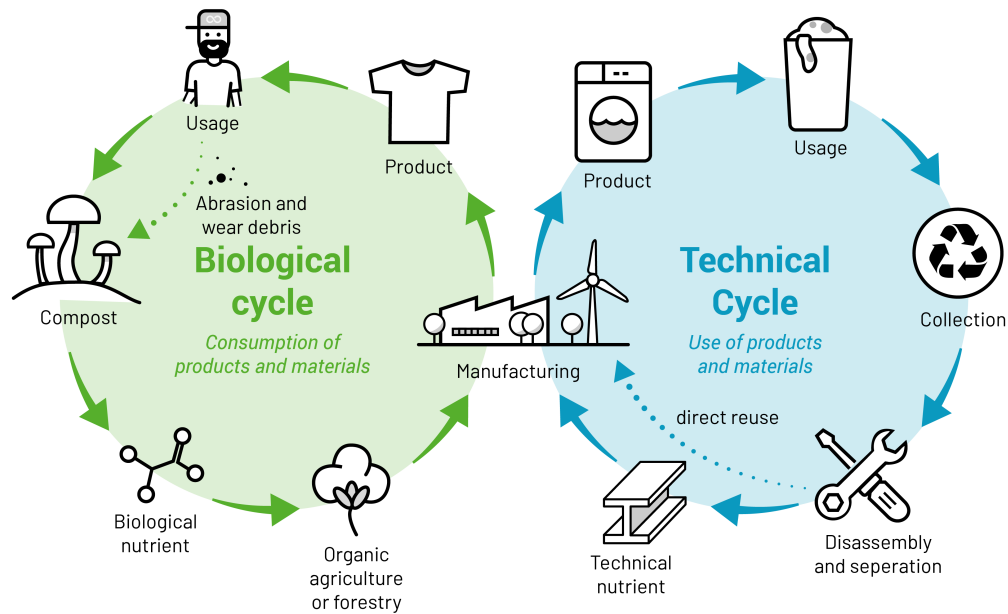 Usage
Product
Abrasion and
wear debris
Biological
cycle
Consumption of
products and materials
Compost
Biological
nutrient
Organic
agriculture
or forestry
Manufacturing
Product
Usage
Technical
Cycle
Use of products
and materials
Collection
direct reuse
Disassembly
and seperation
Technical
nutrient